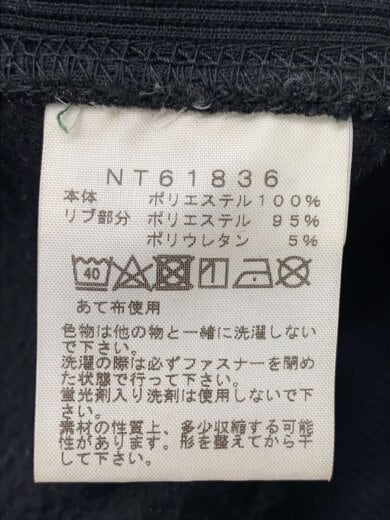 NT61836
本体 ポリエステル100%
リブ部分 ポリエステル 95%
ポリウレタン 5%
40
あて布使用
色物は他の物と一緒に洗濯しない
で下さい。
洗濯の際は必ずファスナーを閉め
た状態で行って下さい。
蛍光剤入り洗剤は使用しないで下
さい。
素材の性質上、多少収縮する可能
性があります。形を整えてから干
して下さい。